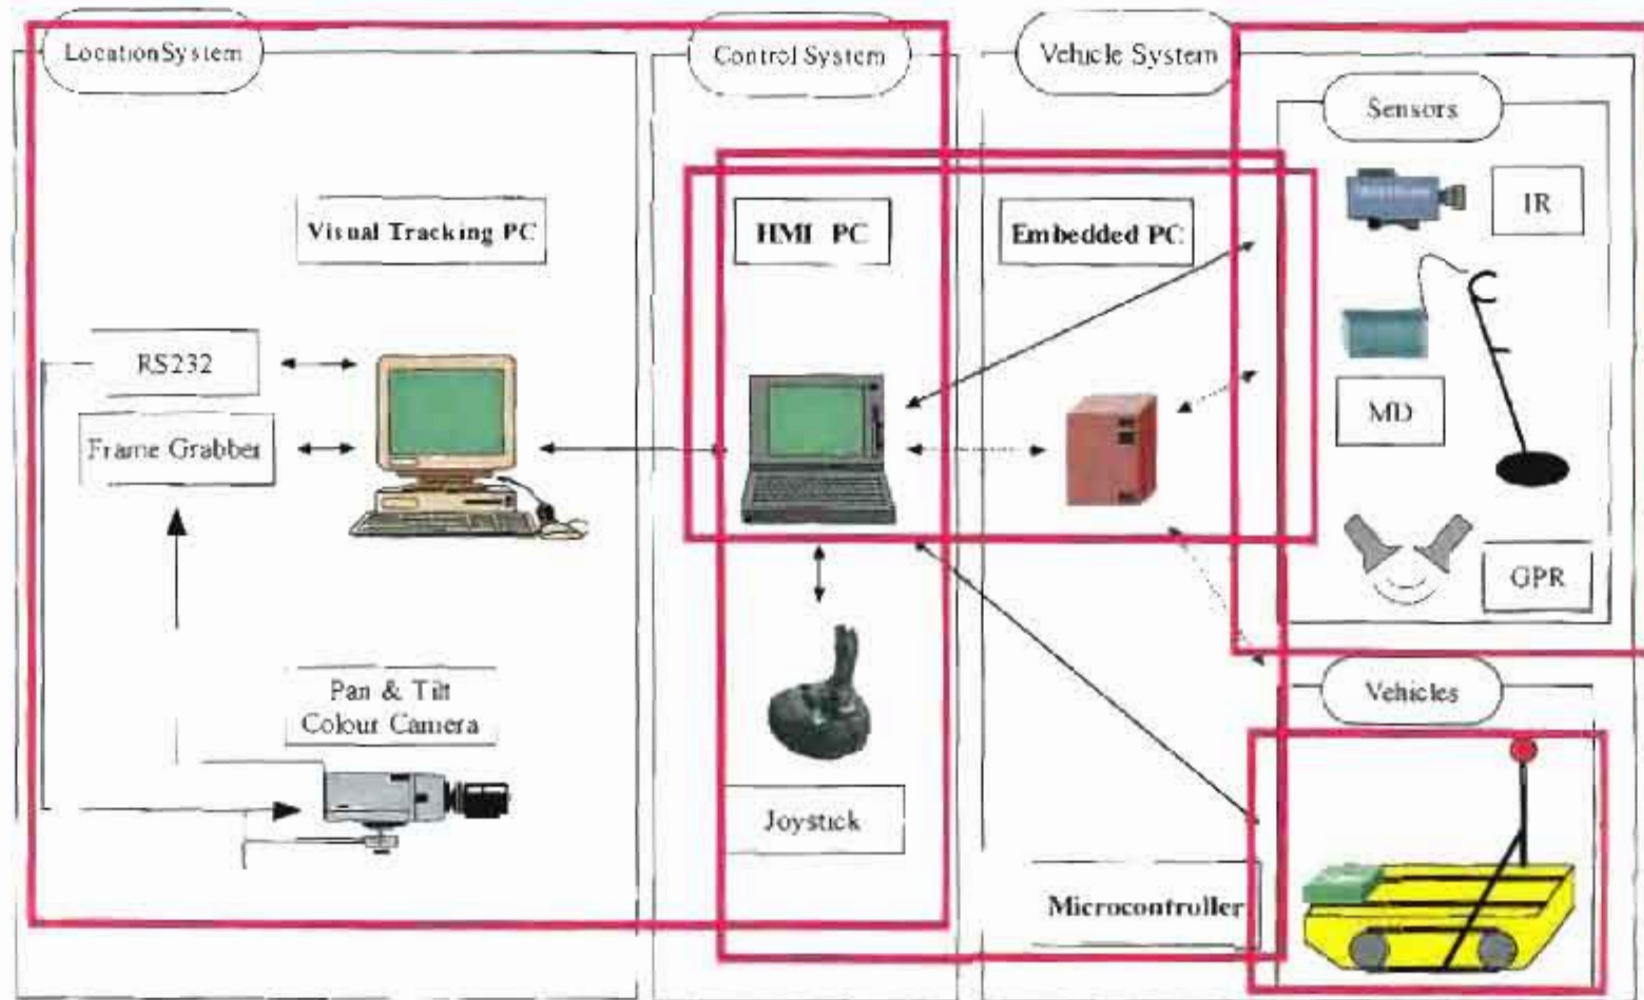 LocationSystem
Control System
Vehicle System
Sensors
Visual Tracking PC
HMI PC
Embedded PC
IR
RS232
Frame Grabber
MD
GPR
Pan & Tilt
Colour Camera
Vehicles
Joystick
Microcontroller